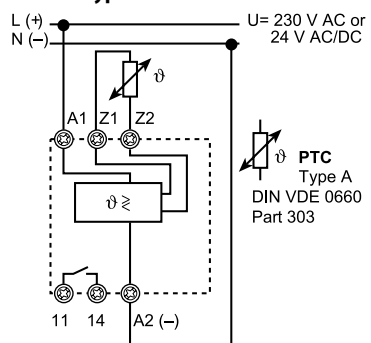 L (+)
U= 230 V AC or
N (–)
24 V AC/DC
ϑ
A1 Z1 Z2
ϑ PTC
Type A
DIN VDE 0660
Part 303
ϑ ≷
11 14 A2 (–)